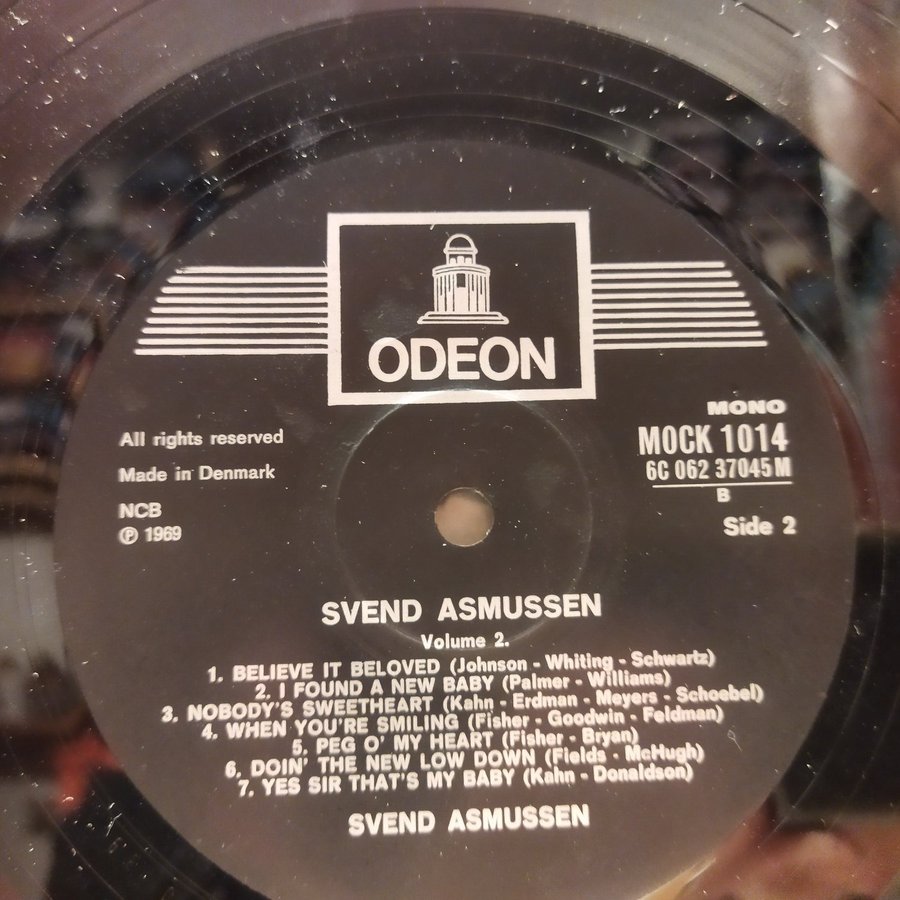 ODEON
MONO
MOCK 1014
6C 062 37045 M
B
Side 2
All rights reserved
Made in Denmark
NCB
℗ 1969
SVEND ASMUSSEN
Volume 2.
1. BELIEVE IT BELOVED (Johnson - Whiting - Schwartz)
2. I FOUND A NEW BABY (Palmer - Williams)
3. NOBODY'S SWEETHEART (Kahn - Erdman - Meyers - Schoebel)
4. WHEN YOU'RE SMILING (Fisher - Goodwin - Feldman)
5. PEG O' MY HEART (Fisher - Bryan)
6. DOIN' THE NEW LOW DOWN (Fields - McHugh)
7. YES SIR THAT'S MY BABY (Kahn - Donaldson)
SVEND ASMUSSEN